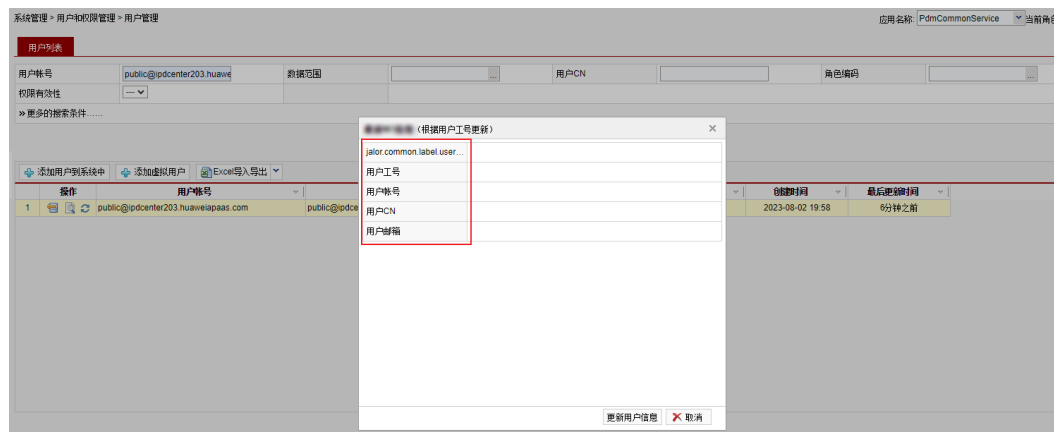 系统管理 > 用户和权限管理 > 用户管理
应用名称: PdmCommonService 当前角色
用户列表
用户帐号 public@ipdcenter203.huawe 数据范围 ... 用户CN 角色编码 ...
权限有效性 ---
» 更多的搜索条件......
(根据用户工号更新) ×
jalor.common.label.user...
用户工号
用户帐号
用户CN
用户邮箱
添加用户到系统中 添加虚拟用户 Excel导入导出
操作 用户帐号 创建时间 最后更新时间
1 public@ipdcenter203.huaweiapaas.com public@ipdce 2023-08-02 19:58 6分钟之前
更新用户信息 取消